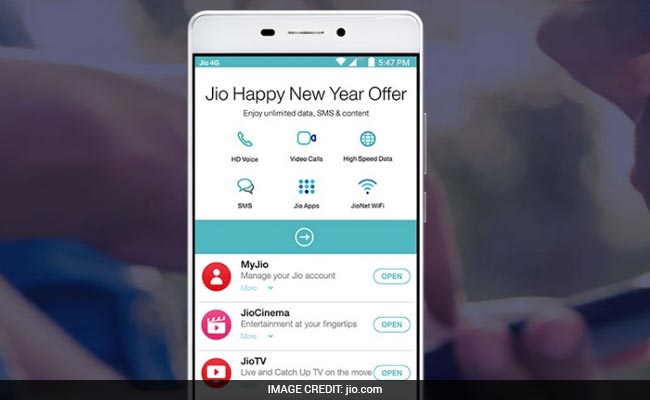 Jio 4G 5:47 PM
Jio Happy New Year Offer
Enjoy unlimited data, SMS & content
HD Voice Video Calls High Speed Data
SMS Jio Apps JioNet WiFi
MyJio
Manage your Jio account OPEN
More
JioCinema
Entertainment at your fingertips OPEN
More
JioTV
Live and Catch Up TV on the move OPEN
IMAGE CREDIT: jio.com